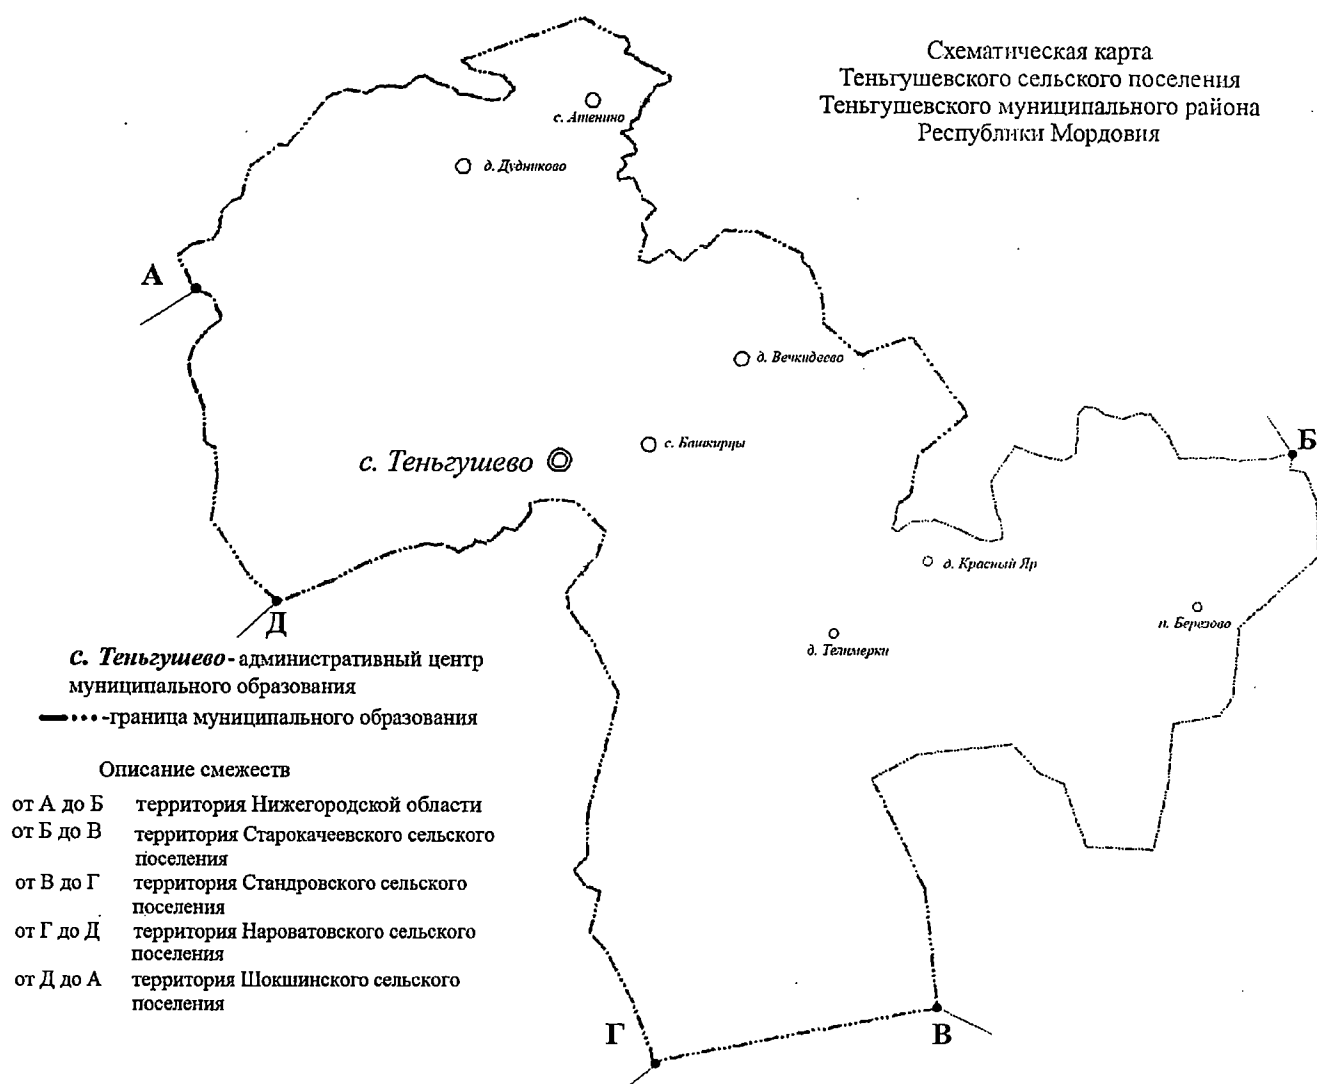 Схематическая карта
Теньгушевского сельского поселения
Теньгушевского муниципального района
Республики Мордовия
с. Атенино
д. Дудниково
А
д. Вечкидеево
с. Башкирцы
Б
с. Теньгушево
д. Красный Яр
п. Березово
д. Телимерки
Д
с. Теньгушево - административный центр
муниципального образования
-граница муниципального образования
Описание смежеств
от А до Б территория Нижегородской области
от Б до В территория Старокачеевского сельского
поселения
от В до Г территория Стандровского сельского
поселения
от Г до Д территория Нароватовского сельского
поселения
от Д до А территория Шокшинского сельского
поселения
Г
В